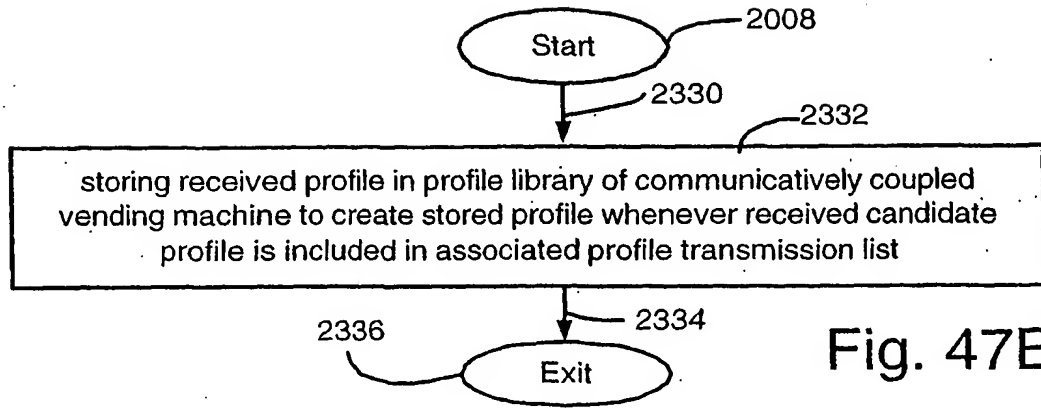 Start
2008
2330
2332
storing received profile in profile library of communicatively coupled
vending machine to create stored profile whenever received candidate
profile is included in associated profile transmission list
2336
2334
Exit
Fig. 47B